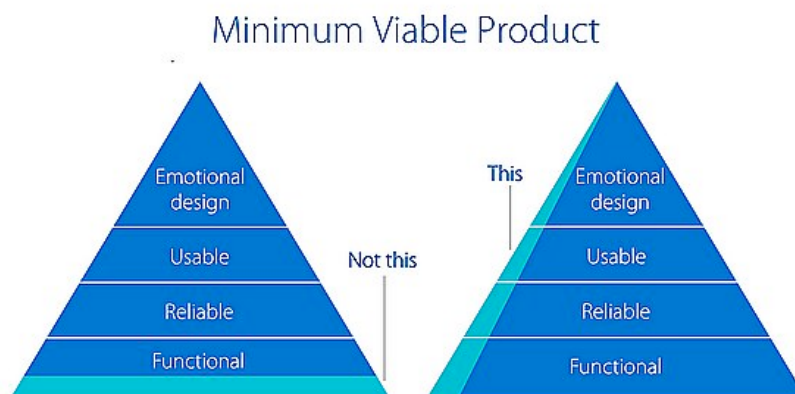 Minimum Viable Product
Emotional
design
Usable
Reliable
Functional
Not this
This
Emotional
design
Usable
Reliable
Functional